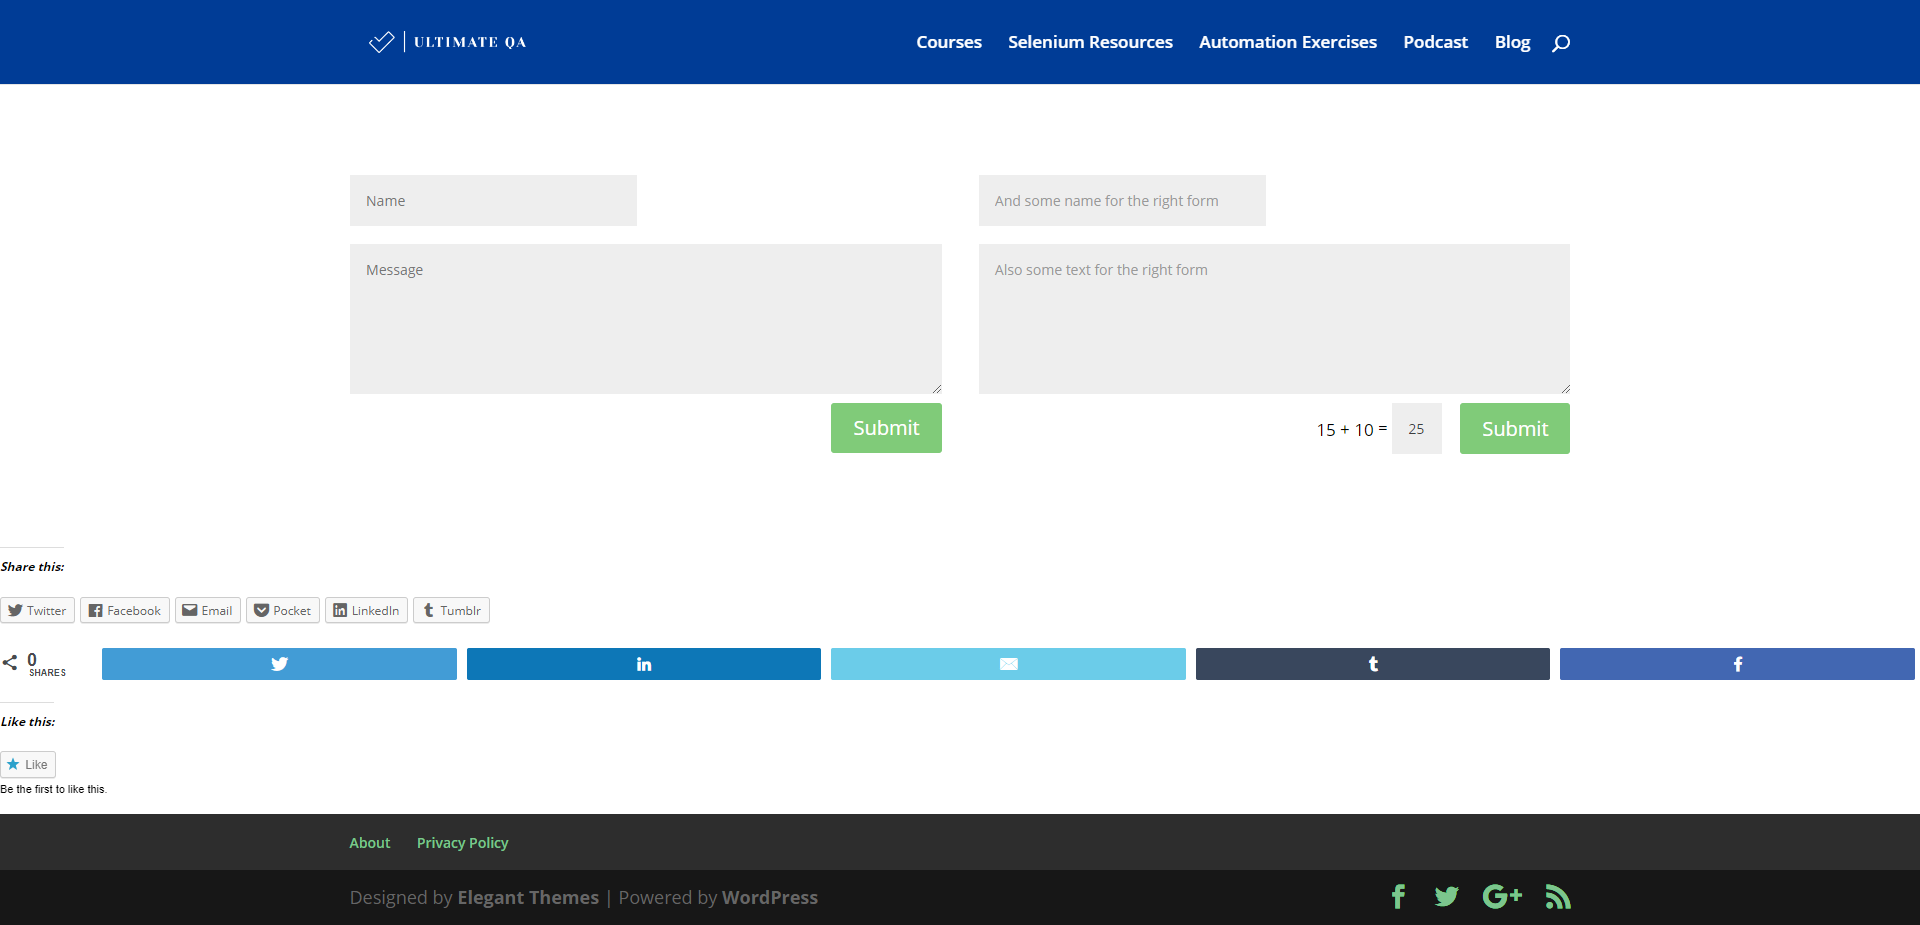 ULTIMATE QA
Courses Selenium Resources Automation Exercises Podcast Blog
Name
And some name for the right form
Message
Also some text for the right form
Submit
15 + 10 = 25 Submit
Share this:
Twitter Facebook Email Pocket LinkedIn Tumblr
0
SHARES
Like this:
Like
Be the first to like this.
About Privacy Policy
Designed by Elegant Themes | Powered by WordPress